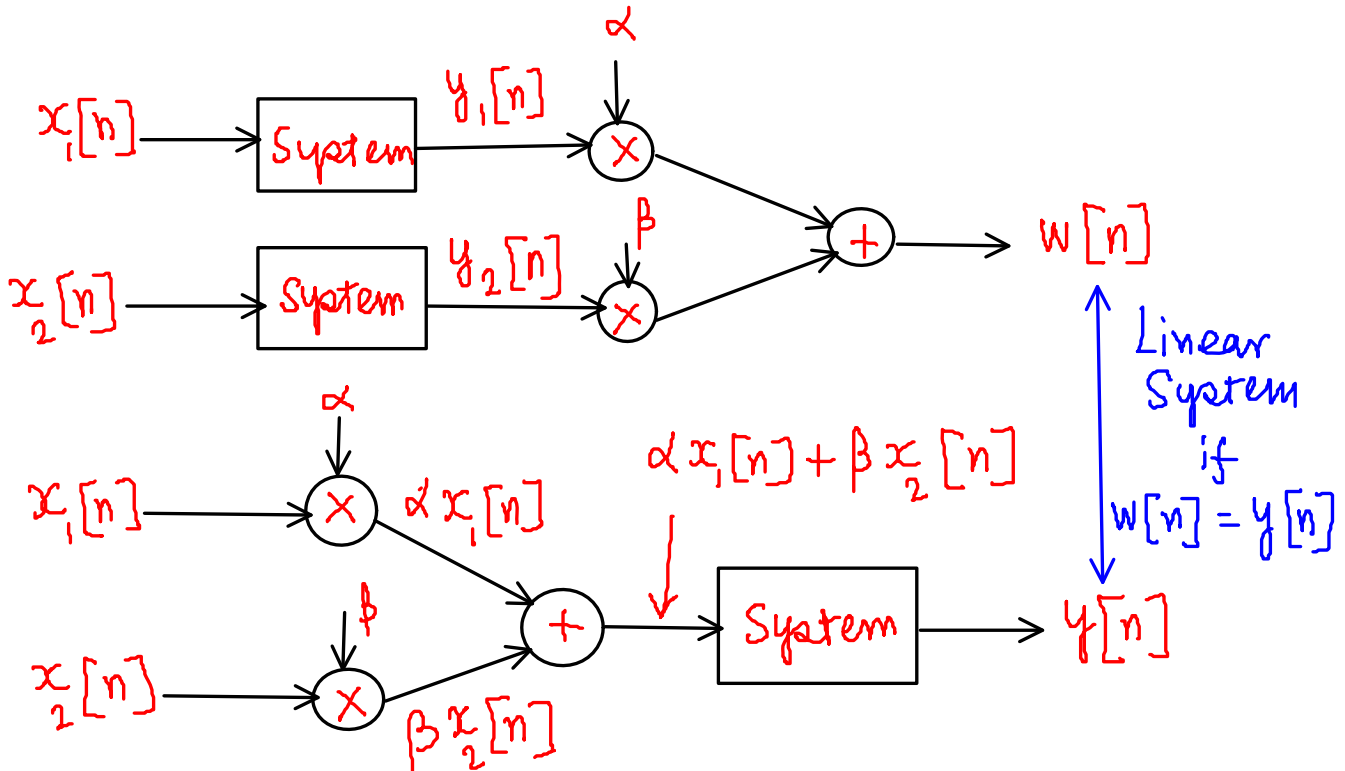 α
x₁[n] System y₁[n] × + w[n]
β
x₂[n] System y₂[n] ×
Linear
System
if
w[n] = y[n]
α
αx₁[n] + βx₂[n]
x₁[n] × αx₁[n]
β
+ System y[n]
x₂[n] × βx₂[n]